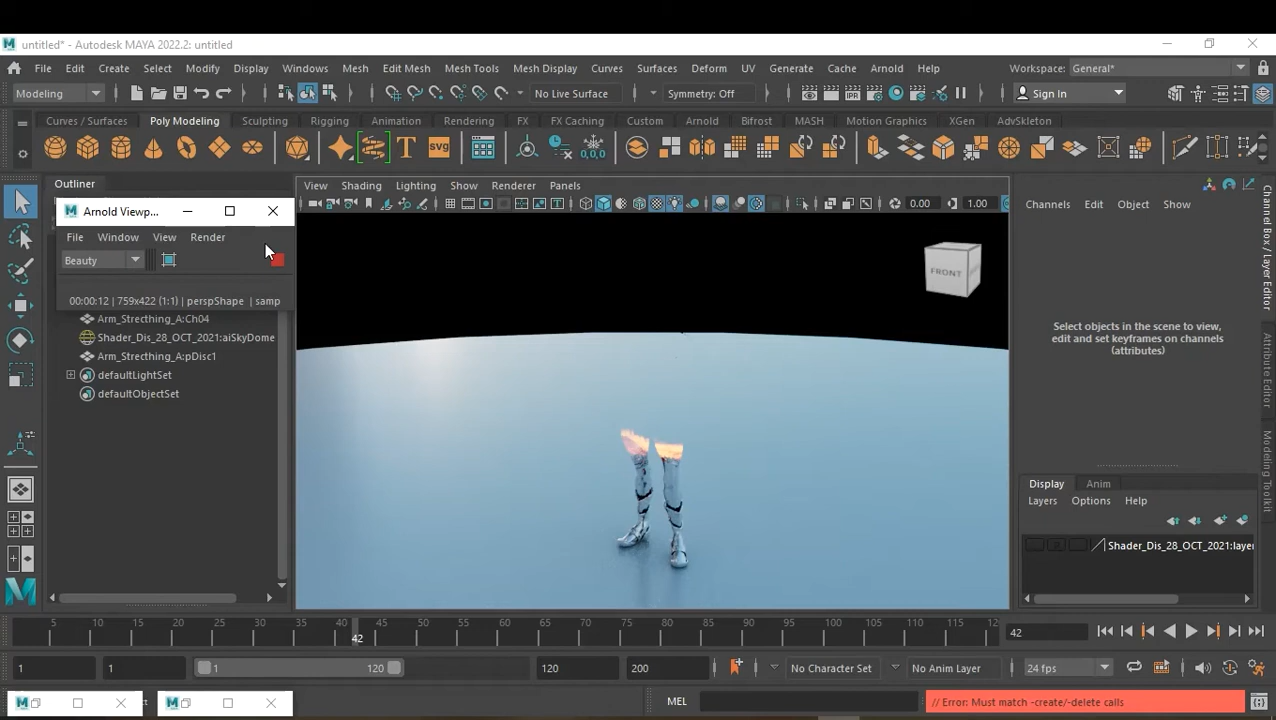 untitled* - Autodesk MAYA 2022.2: untitled
File Edit Create Select Modify Display Windows Mesh Edit Mesh Mesh Tools Mesh Display Curves Surfaces Deform UV Generate Cache Arnold Help Workspace: General*
Modeling No Live Surface Symmetry: Off Sign In
Curves / Surfaces Poly Modeling Sculpting Rigging Animation Rendering FX FX Caching Custom Arnold Bifrost MASH Motion Graphics XGen AdvSkeleton
T svg 0,0,0
Outliner
View Shading Lighting Show Renderer Panels
0.00 1.00
Channels Edit Object Show
Arnold Viewp...
File Window View Render
Beauty
00:00:12 | 759x422 (1:1) | perspShape | samp
Arm_Strecthing_A:Ch04
Shader_Dis_28_OCT_2021:aiSkyDome
Arm_Strecthing_A:pDisc1
defaultLightSet
defaultObjectSet
FRONT
Select objects in the scene to view,
edit and set keyframes on channels
(attributes)
Channel Box / Layer Editor
Attribute Editor
Modeling Toolkit
Display Anim
Layers Options Help
Shader_Dis_28_OCT_2021:layer
5 10 15 20 25 30 35 40 45 50 55 60 65 70 75 80 85 90 95 100 105 110 115 12
42
42
1 1 1 120 120 200 No Character Set No Anim Layer 24 fps
MEL // Error: Must match -create/-delete calls